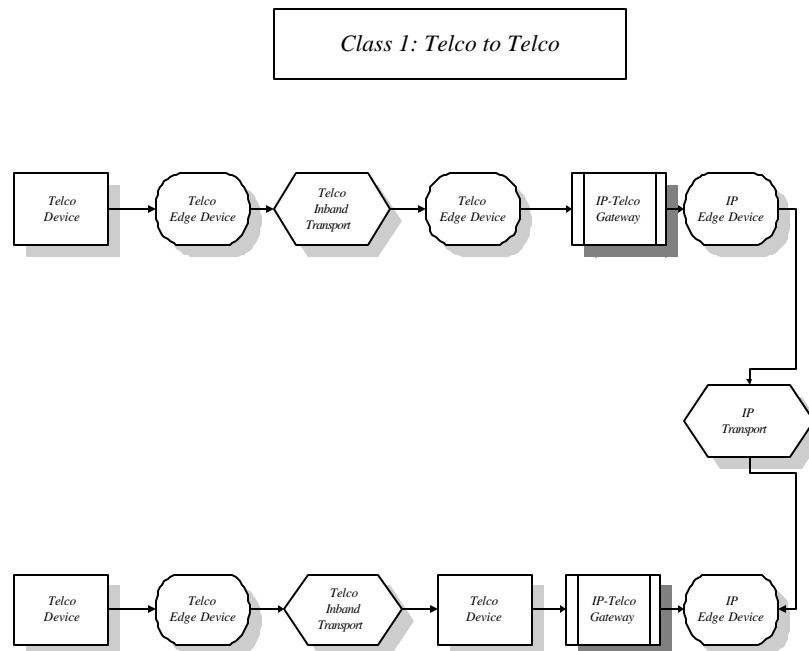 Class 1: Telco to Telco
Telco
Device
Telco
Edge Device
Telco
Inband
Transport
Telco
Edge Device
IP-Telco
Gateway
IP
Edge Device
IP
Transport
Telco
Device
Telco
Edge Device
Telco
Inband
Transport
Telco
Device
IP-Telco
Gateway
IP
Edge Device